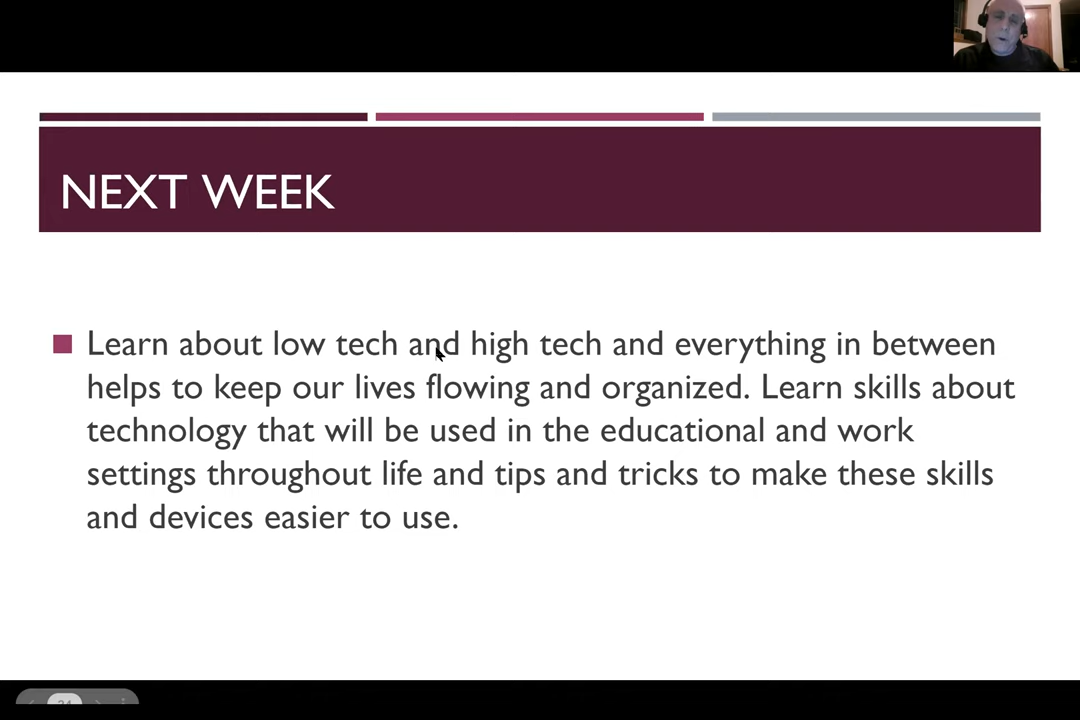 NEXT WEEK
Learn about low tech and high tech and everything in between
helps to keep our lives flowing and organized. Learn skills about
technology that will be used in the educational and work
settings throughout life and tips and tricks to make these skills
and devices easier to use.